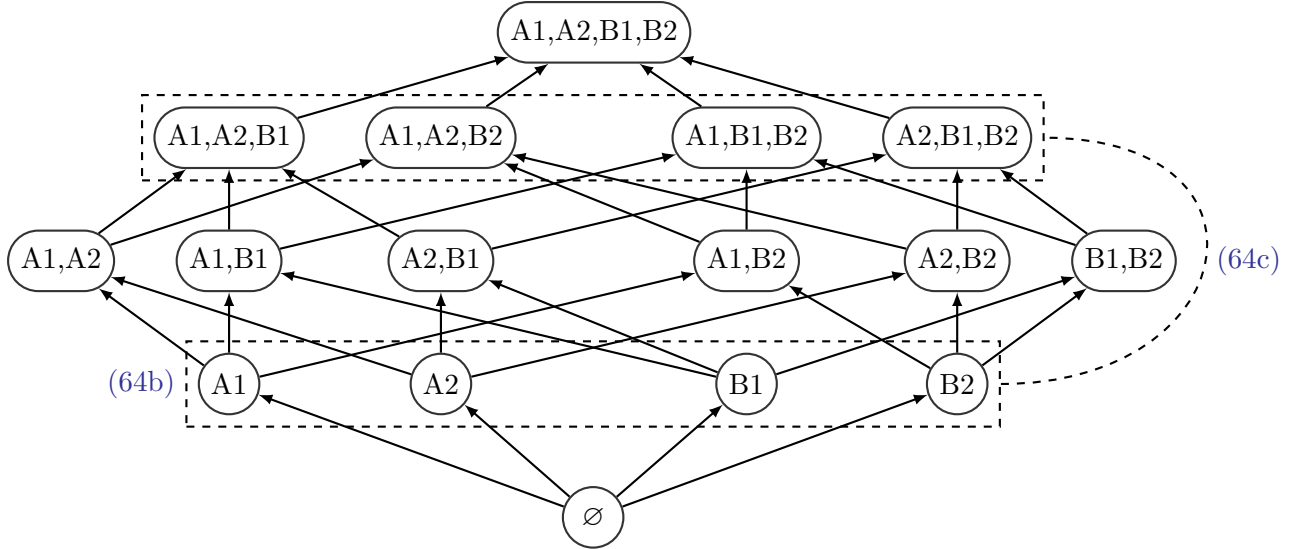 A1,A2,B1,B2
A1,A2,B1 A1,A2,B2 A1,B1,B2 A2,B1,B2
A1,A2 A1,B1 A2,B1 A1,B2 A2,B2 B1,B2 (64c)
(64b) A1 A2 B1 B2
∅